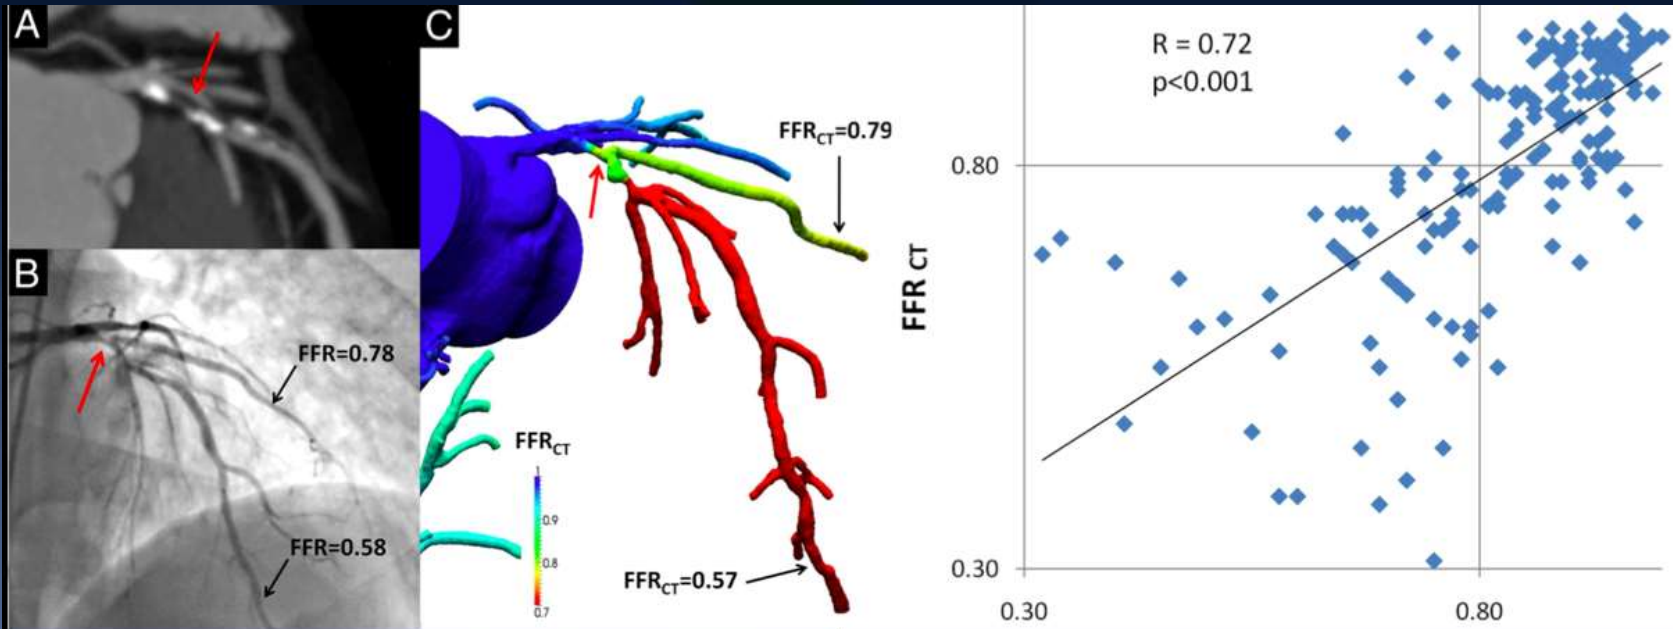 A
B
FFR=0.78
FFR=0.58
C
FFRCT=0.79
FFRCT
1
0.9
0.8
0.7
FFRCT=0.57
R = 0.72
p<0.001
FFR CT
0.80
0.30
0.30
0.80